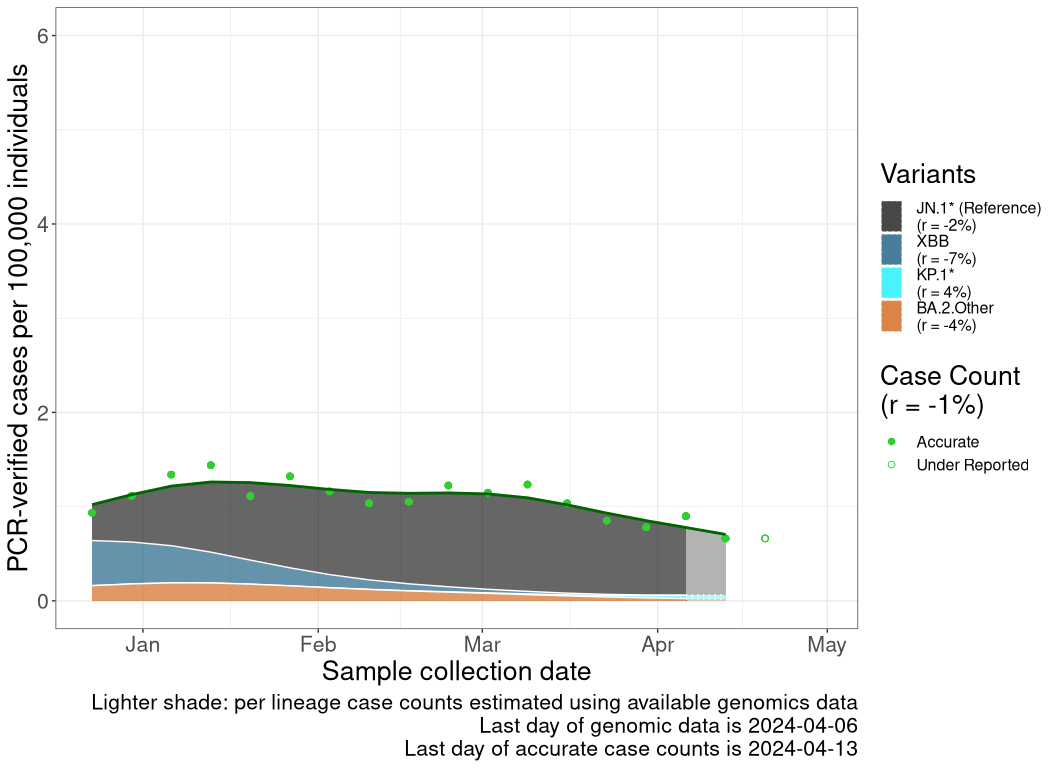 PCR-verified cases per 100,000 individuals
6
4
2
0
Jan Feb Mar Apr May
Sample collection date
Lighter shade: per lineage case counts estimated using available genomics data
Last day of genomic data is 2024-04-06
Last day of accurate case counts is 2024-04-13
Variants
JN.1* (Reference)
(r = -2%)
XBB
(r = -7%)
KP.1*
(r = 4%)
BA.2.Other
(r = -4%)
Case Count
(r = -1%)
Accurate
Under Reported